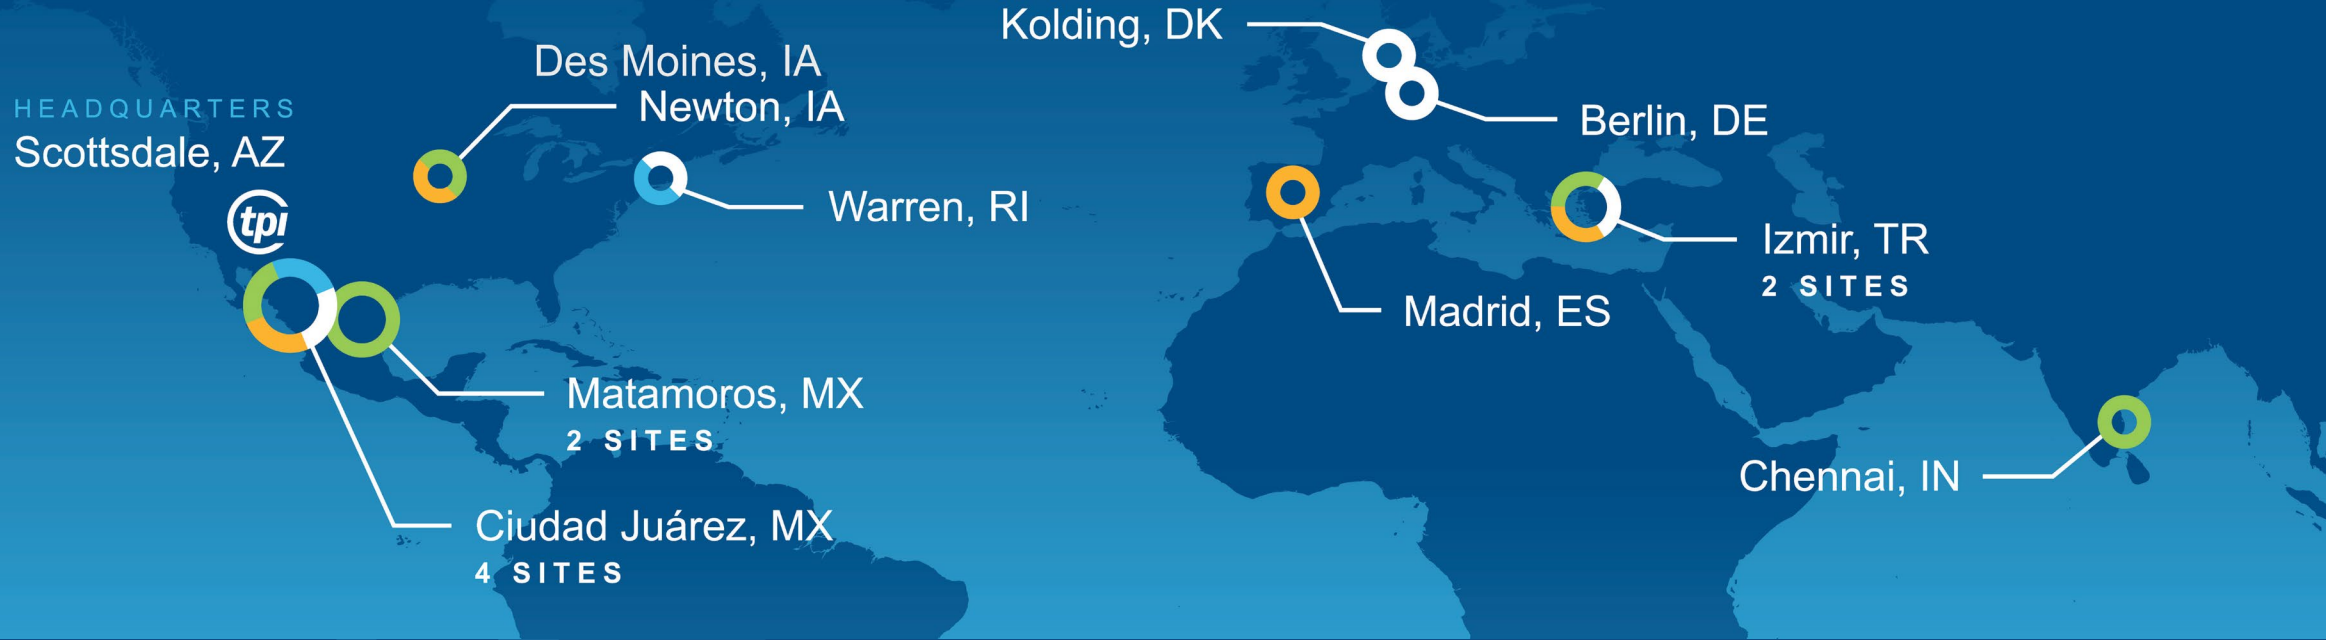 HEADQUARTERS
Scottsdale, AZ
tpi
Des Moines, IA
Newton, IA
Warren, RI
Matamoros, MX
2 SITES
Ciudad Juárez, MX
4 SITES
Kolding, DK
Berlin, DE
Madrid, ES
Izmir, TR
2 SITES
Chennai, IN